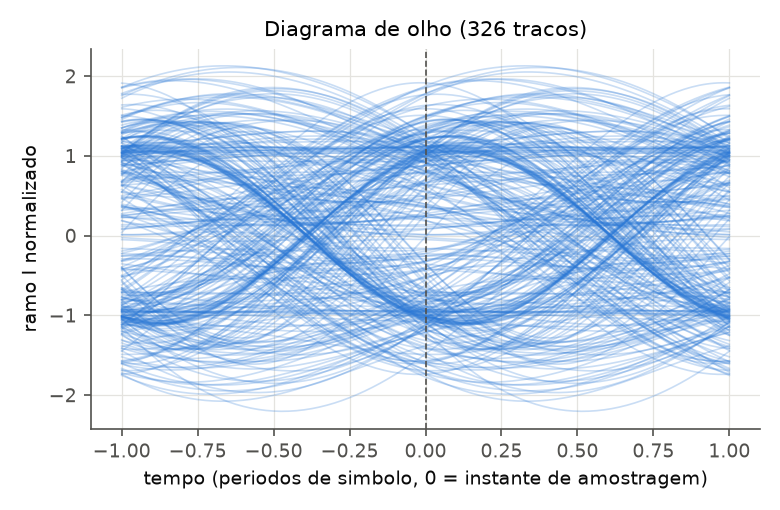 Diagrama de olho (326 tracos)
ramo I normalizado
2
1
0
−1
−2
−1.00 −0.75 −0.50 −0.25 0.00 0.25 0.50 0.75 1.00
tempo (periodos de simbolo, 0 = instante de amostragem)